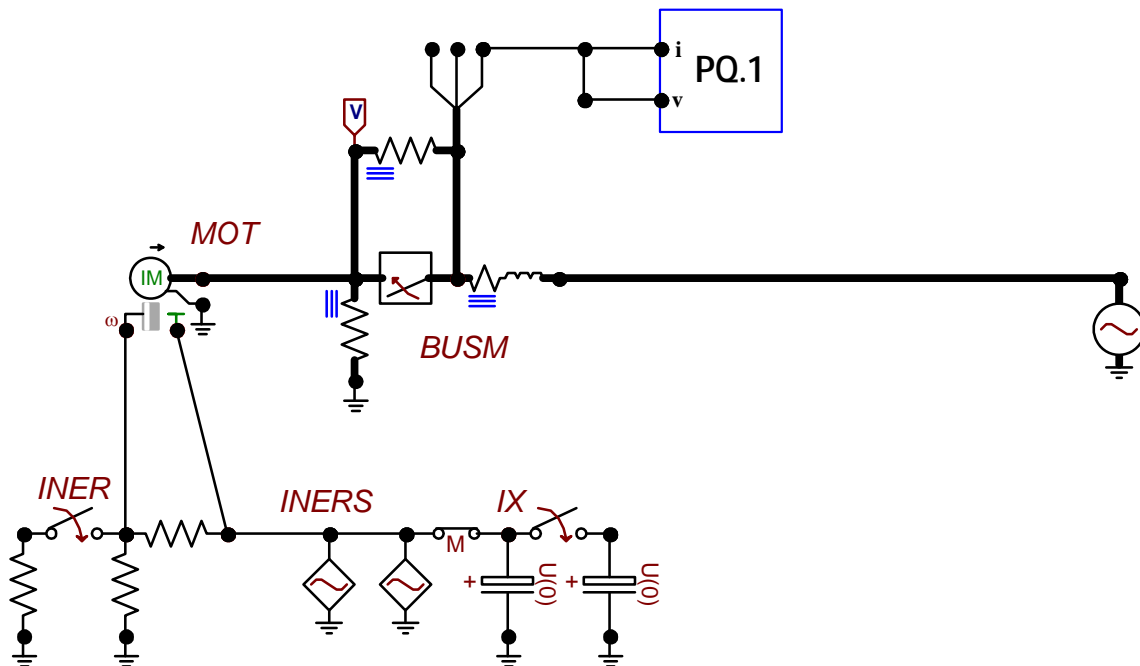 i
PQ.1
v
V
MOT
IM
ω
BUSM
INER
INERS
IX
M
+
U(0)
+
U(0)